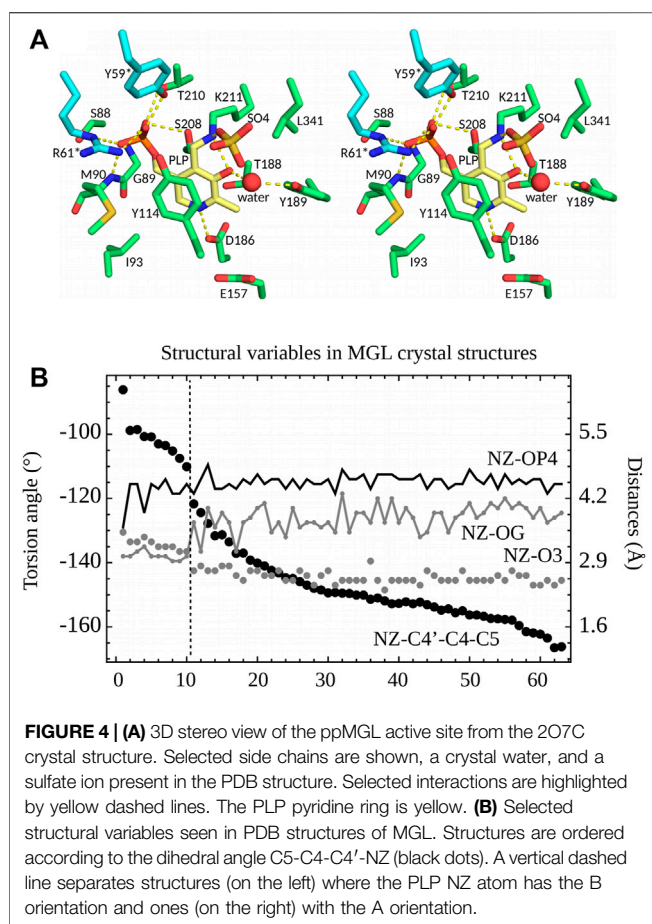 A
Y59*
T210
K211
S88
S208
SO4
L341
R61*
PLP
T188
M90
G89
water
Y189
Y114
D186
I93
E157
Y59*
T210
K211
S88
S208
SO4
L341
R61*
PLP
T188
M90
G89
water
Y189
Y114
D186
I93
E157
B
Structural variables in MGL crystal structures
Torsion angle (°)
-100
-120
-140
-160
5.5
4.2
2.9
1.6
Distances (Å)
NZ-OP4
NZ-OG
NZ-O3
NZ-C4’-C4-C5
0 10 20 30 40 50 60
FIGURE 4 | (A) 3D stereo view of the ppMGL active site from the 2O7C
crystal structure. Selected side chains are shown, a crystal water, and a
sulfate ion present in the PDB structure. Selected interactions are highlighted
by yellow dashed lines. The PLP pyridine ring is yellow. (B) Selected
structural variables seen in PDB structures of MGL. Structures are ordered
according to the dihedral angle C5-C4-C4′-NZ (black dots). A vertical dashed
line separates structures (on the left) where the PLP NZ atom has the B
orientation and ones (on the right) with the A orientation.